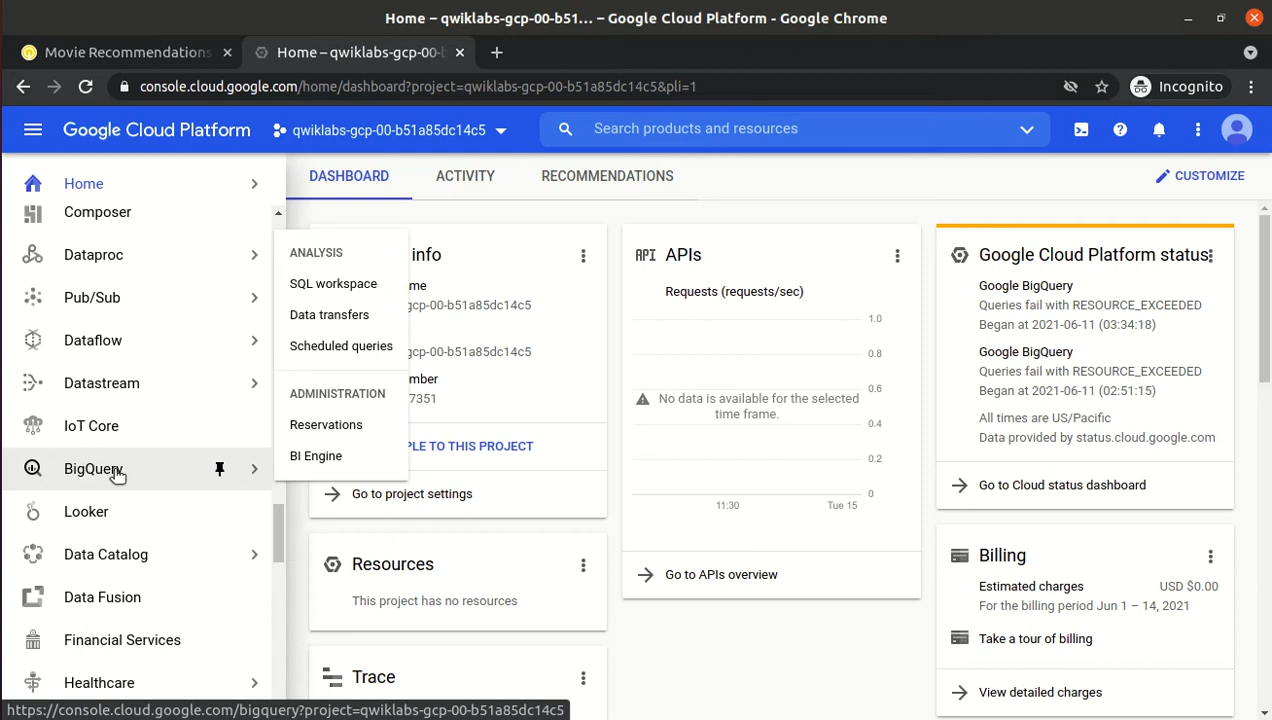 Home – qwiklabs-gcp-00-b51... – Google Cloud Platform - Google Chrome
Movie Recommendations
Home – qwiklabs-gcp-00-b
console.cloud.google.com/home/dashboard?project=qwiklabs-gcp-00-b51a85dc14c5&pli=1
Incognito
Google Cloud Platform
qwiklabs-gcp-00-b51a85dc14c5
Search products and resources
Home
Composer
Dataproc
Pub/Sub
Dataflow
Datastream
IoT Core
BigQuery
Looker
Data Catalog
Data Fusion
Financial Services
Healthcare
ANALYSIS
SQL workspace
Data transfers
Scheduled queries
ADMINISTRATION
Reservations
BI Engine
DASHBOARD
ACTIVITY
RECOMMENDATIONS
CUSTOMIZE
info
me
gcp-00-b51a85dc14c5
gcp-00-b51a85dc14c5
mber
7351
PLE TO THIS PROJECT
Go to project settings
Resources
This project has no resources
Trace
API
APIs
Requests (requests/sec)
1.0
0.8
0.6
0.4
0.2
0
No data is available for the selected
time frame.
11:30
Tue 15
Go to APIs overview
Google Cloud Platform status
Google BigQuery
Queries fail with RESOURCE_EXCEEDED
Began at 2021-06-11 (03:34:18)
Google BigQuery
Queries fail with RESOURCE_EXCEEDED
Began at 2021-06-11 (02:51:15)
All times are US/Pacific
Data provided by status.cloud.google.com
Go to Cloud status dashboard
Billing
Estimated charges
USD $0.00
For the billing period Jun 1 – 14, 2021
Take a tour of billing
View detailed charges
https://console.cloud.google.com/bigquery?project=qwiklabs-gcp-00-b51a85dc14c5